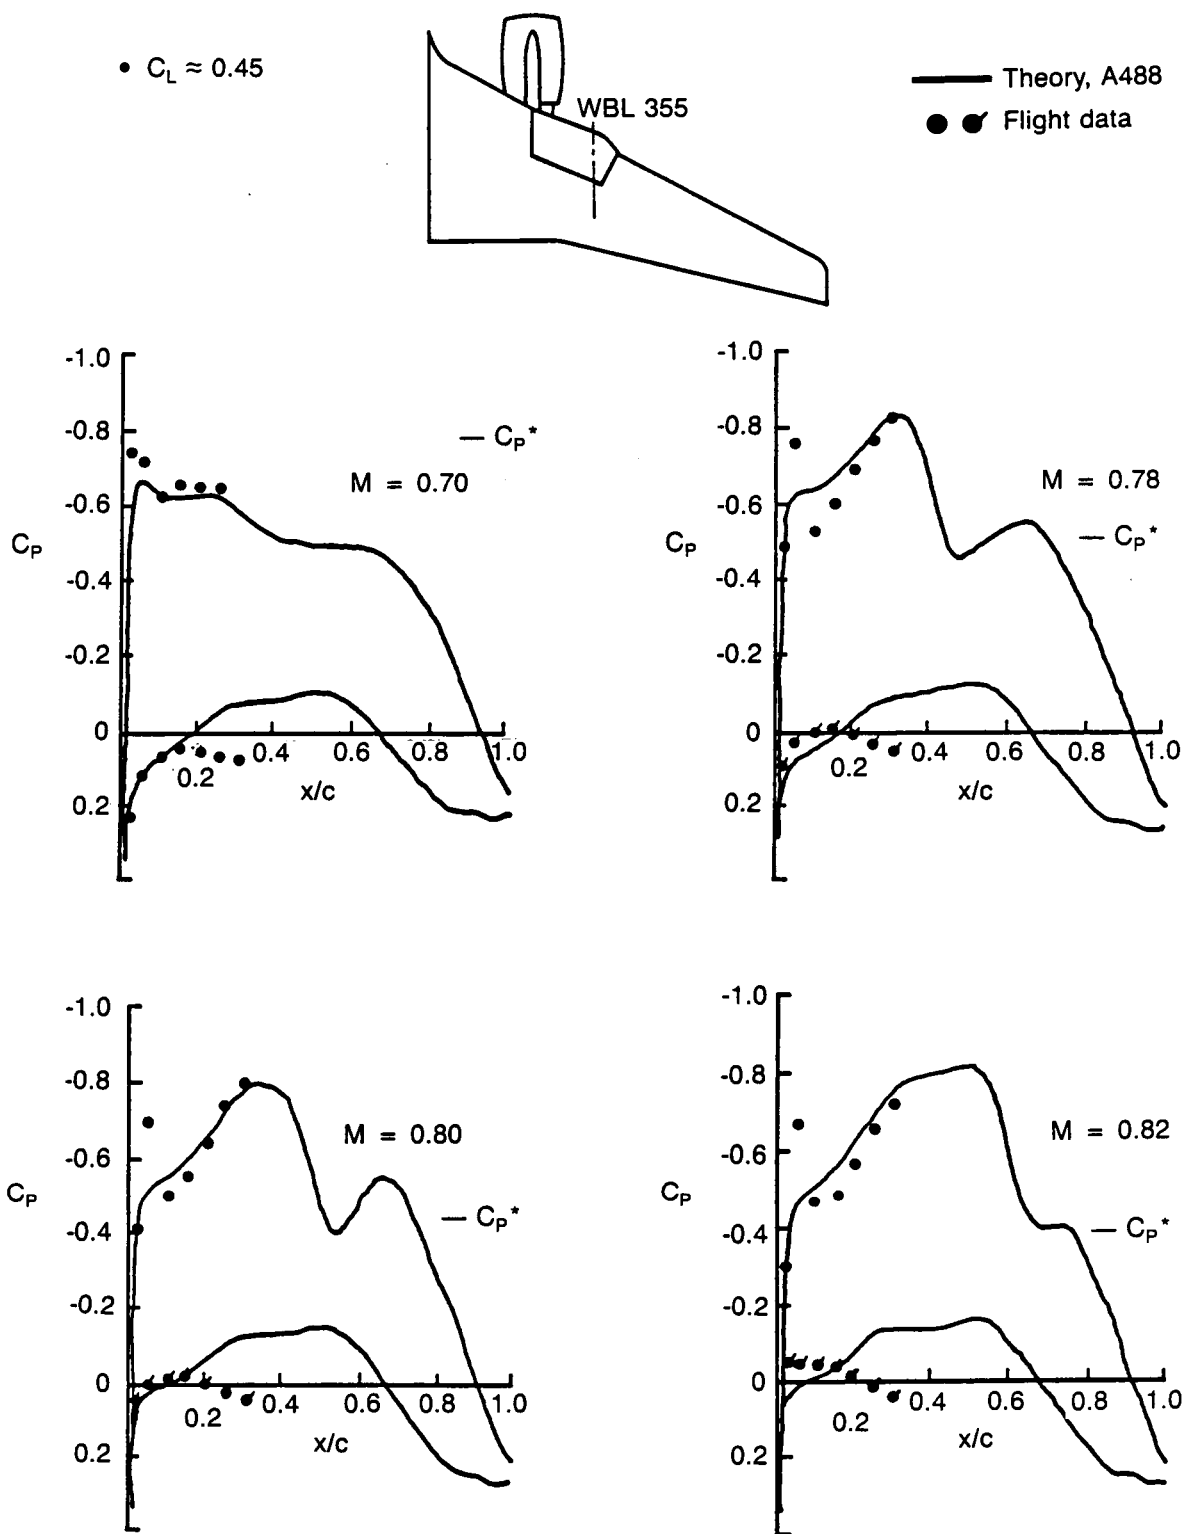 • C_L ≈ 0.45
WBL 355
Theory, A488
Flight data
-1.0
-0.8
-0.6
-0.4
-0.2
0
0.2
C_P
C_P*
M = 0.70
0.2
0.4
0.6
0.8
1.0
x/c
-1.0
-0.8
-0.6
-0.4
-0.2
0
0.2
C_P
M = 0.78
C_P*
0.2
0.4
0.6
0.8
1.0
x/c
-1.0
-0.8
-0.6
-0.4
-0.2
0
0.2
C_P
M = 0.80
C_P*
0.2
0.4
0.6
0.8
1.0
x/c
-1.0
-0.8
-0.6
-0.4
-0.2
0
0.2
C_P
M = 0.82
C_P*
0.2
0.4
0.6
0.8
1.0
x/c